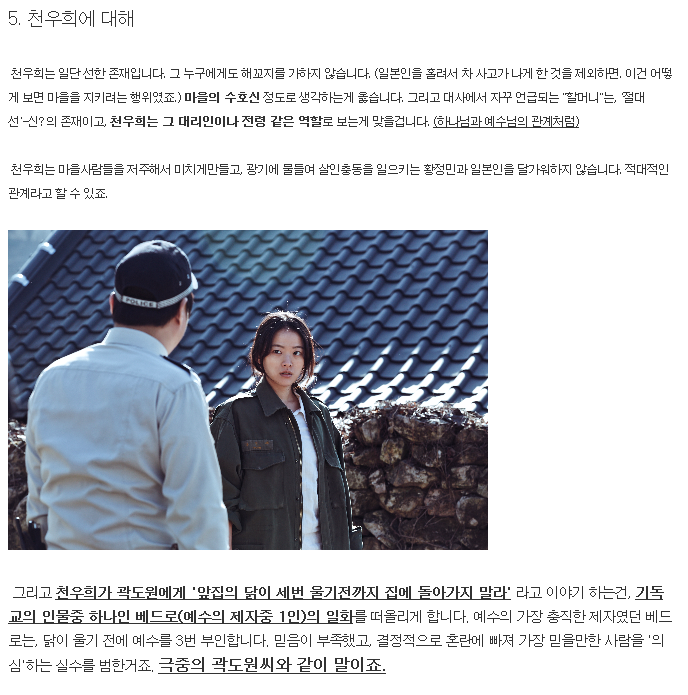 5. 천우희에 대해
천우희는 일단 선한 존재입니다. 그 누구에게도 해꼬지를 가하지 않습니다. (일본인을 홀려서 차 사고가 나게 한 것을 제외하면. 이건 어떻
게 보면 마을을 지키려는 행위였죠.) 마을의 수호신 정도로 생각하는게 옳습니다. 그리고 대사에서 자꾸 언급되는 "할머니"는, '절대
선'-신?의 존재이고, 천우희는 그 대리인이나 전령 같은 역할로 보는게 맞을겁니다. (하나님과 예수님의 관계처럼)
천우희는 마을사람들을 저주해서 미치게만들고, 광기에 물들여 살인충동을 일으키는 황정민과 일본인을 달가워하지 않습니다. 적대적인
관계라고 할 수 있죠.
POLICE
그리고 천우희가 곽도원에게 '앞집의 닭이 세번 울기전까지 집에 돌아가지 말라' 라고 이야기 하는건, 기독
교의 인물중 하나인 베드로(예수의 제자중 1인)의 일화를 떠올리게 합니다. 예수의 가장 충직한 제자였던 베드
로는, 닭이 울기 전에 예수를 3번 부인합니다. 믿음이 부족했고, 결정적으로 혼란에 빠져 가장 믿을만한 사람을 '의
심'하는 실수를 범한거죠. 극중의 곽도원씨와 같이 말이죠.